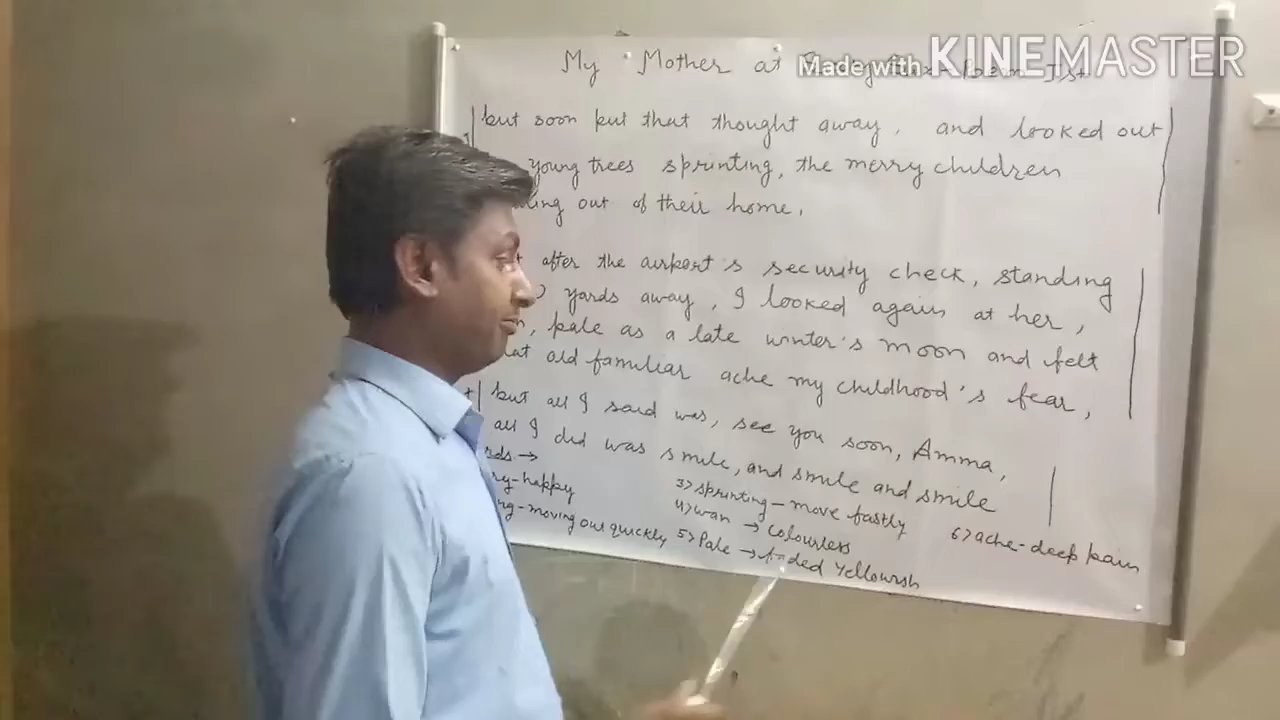 My Mother at
Made with KINEMASTER
but soon put that thought away, and looked out
young trees sprinting, the merry children
out of their home.
after the airport's security check, standing
yards away, I looked again at her,
pale as a late winter's moon and felt
old familiar ache my childhood's fear,
but all I said was, see you soon, Amma,
all I did was smile, and smile and smile
-happy
-moving out quickly
3> sprinting - move fastly
4> wan → colourless
5> Pale → faded Yellowish
6> ache - deep pain